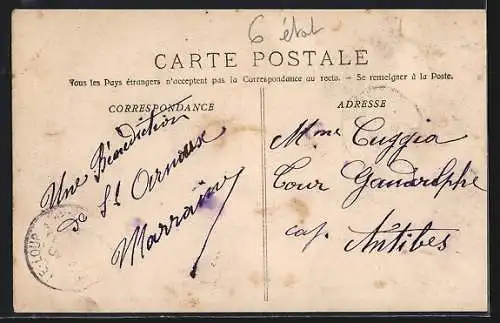 6 état
CARTE POSTALE
Tous les Pays étrangers n'acceptent pas la Correspondance au recto. - Se renseigner à la Poste.
CORRESPONDANCE
Une Bénédiction
de St Arnoux
ADRESSE
Mme Cuggia
Tour Gandolphe
cap.
Antibes